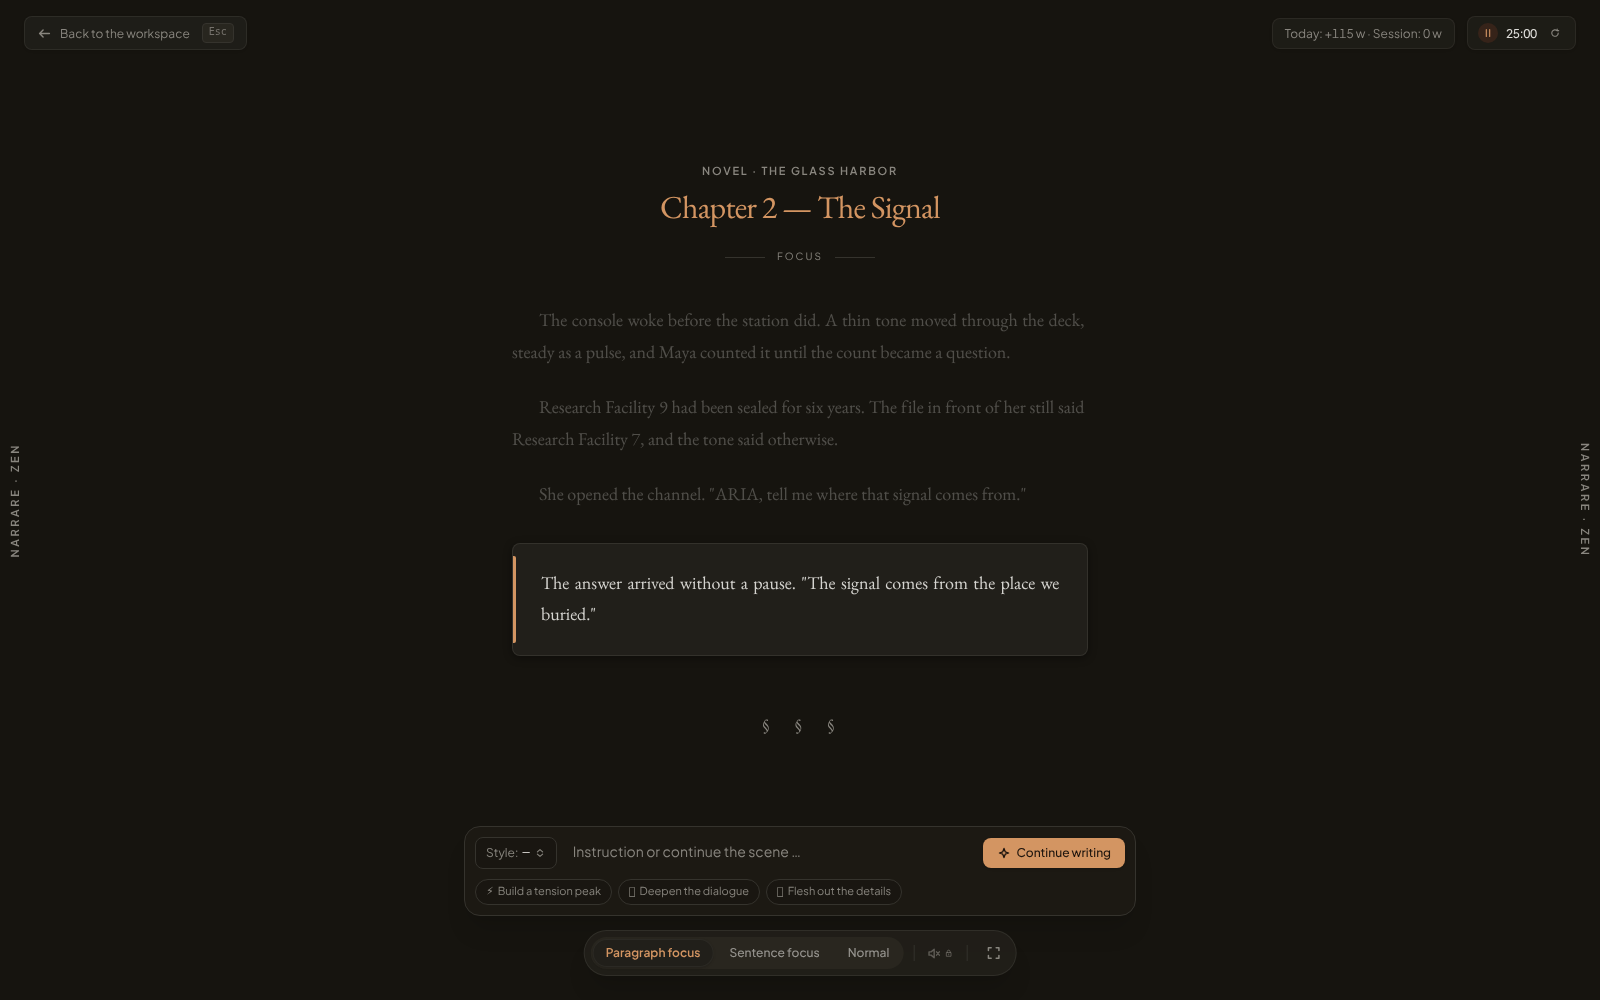 Back to the workspace Esc
Today: +115 w · Session: 0 w
25:00
NOVEL · THE GLASS HARBOR
Chapter 2 — The Signal
FOCUS
The console woke before the station did. A thin tone moved through the deck,
steady as a pulse, and Maya counted it until the count became a question.
Research Facility 9 had been sealed for six years. The file in front of her still said
Research Facility 7, and the tone said otherwise.
She opened the channel. "ARIA, tell me where that signal comes from."
NARRARE · ZEN
NARRARE · ZEN
The answer arrived without a pause. "The signal comes from the place we
buried."
§ § §
Style: — Instruction or continue the scene ... Continue writing
⚡ Build a tension peak
Deepen the dialogue
Flesh out the details
Paragraph focus Sentence focus Normal